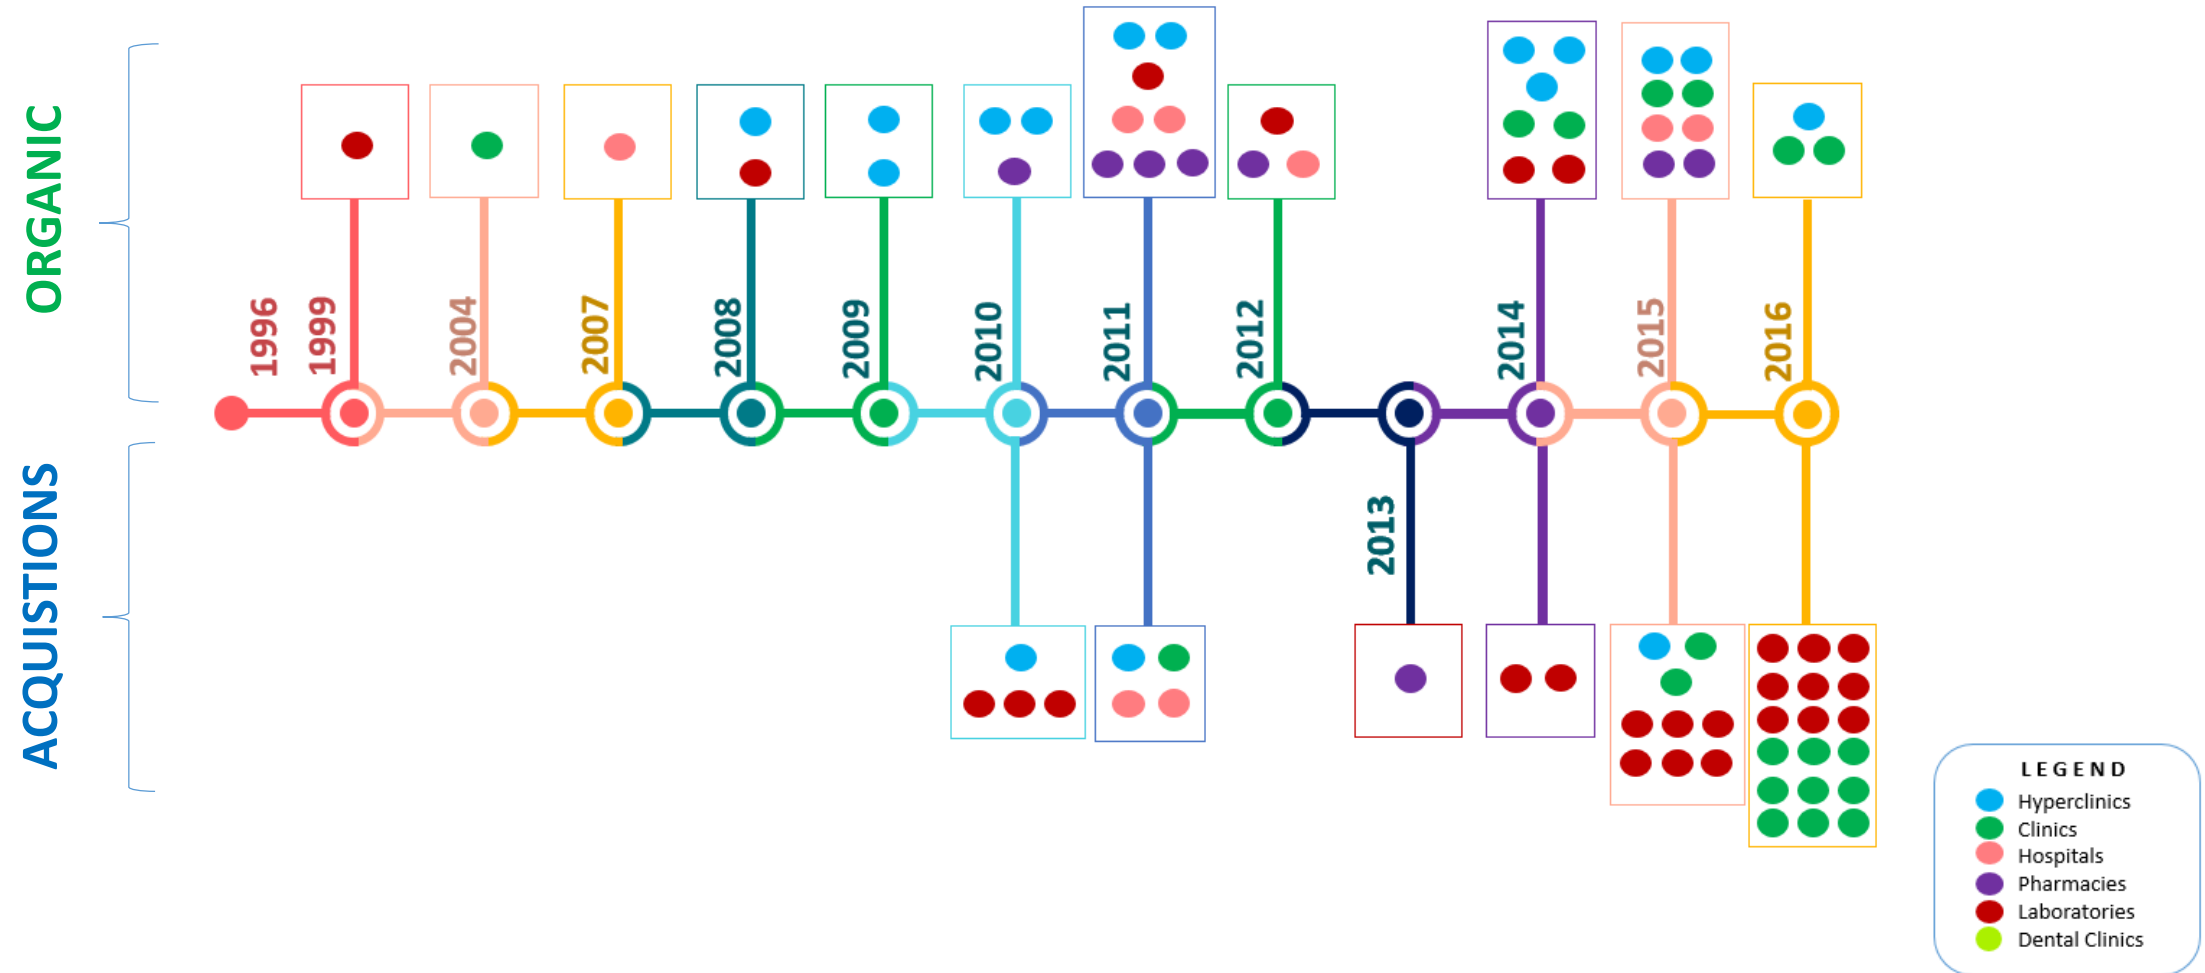 ORGANIC
1996
1999
2004
2007
2008
2009
2010
2011
2012
2014
2015
2016
ACQUISTIONS
2013
LEGEND
Hyperclinics
Clinics
Hospitals
Pharmacies
Laboratories
Dental Clinics